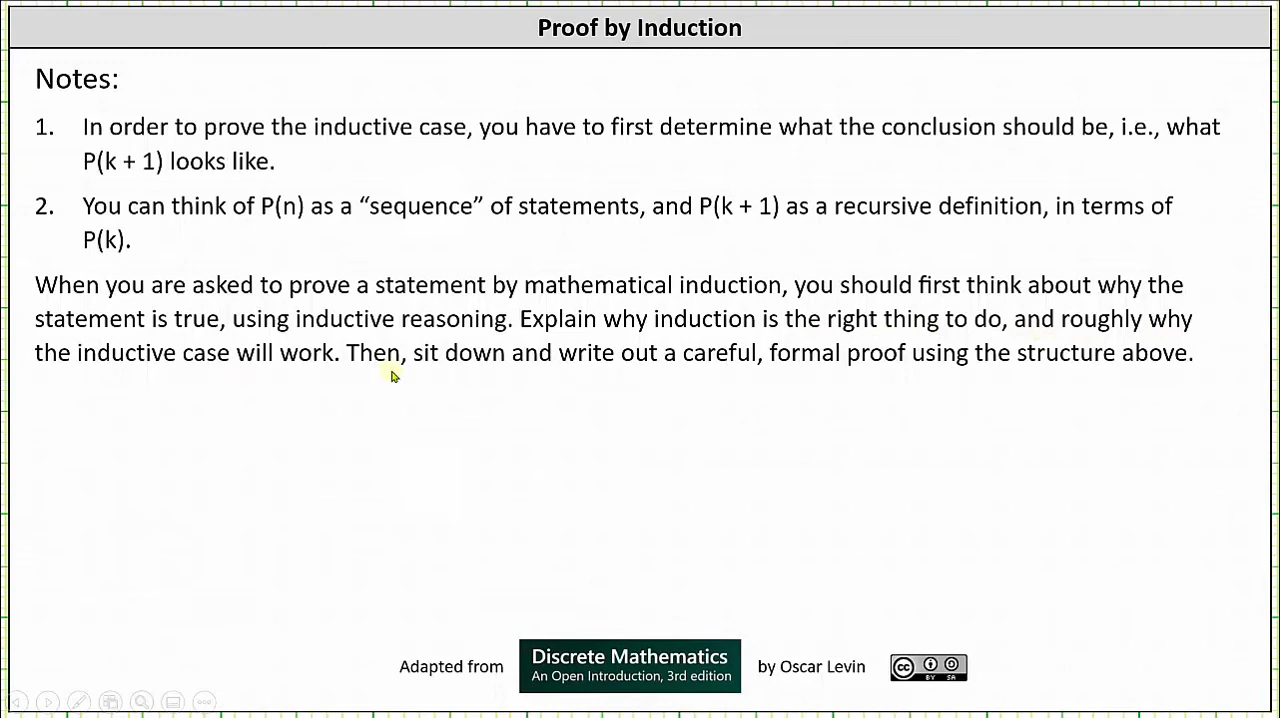 Proof by Induction
Notes:
1. In order to prove the inductive case, you have to first determine what the conclusion should be, i.e., what
P(k + 1) looks like.
2. You can think of P(n) as a “sequence” of statements, and P(k + 1) as a recursive definition, in terms of
P(k).
When you are asked to prove a statement by mathematical induction, you should first think about why the
statement is true, using inductive reasoning. Explain why induction is the right thing to do, and roughly why
the inductive case will work. Then, sit down and write out a careful, formal proof using the structure above.
Adapted from
Discrete Mathematics
An Open Introduction, 3rd edition
by Oscar Levin
cc
BY SA